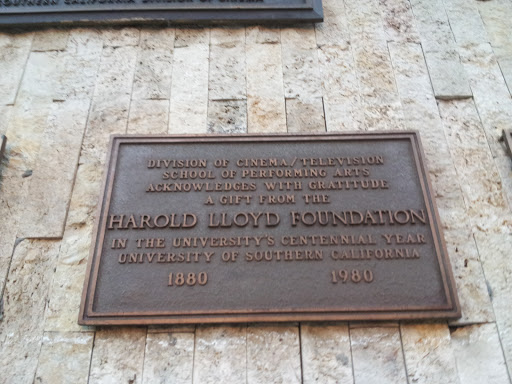 DIVISION OF CINEMA/TELEVISION
SCHOOL OF PERFORMING ARTS
ACKNOWLEDGES WITH GRATITUDE
A GIFT FROM THE
HAROLD LLOYD FOUNDATION
IN THE UNIVERSITY'S CENTENNIAL YEAR
UNIVERSITY OF SOUTHERN CALIFORNIA
1880 1980